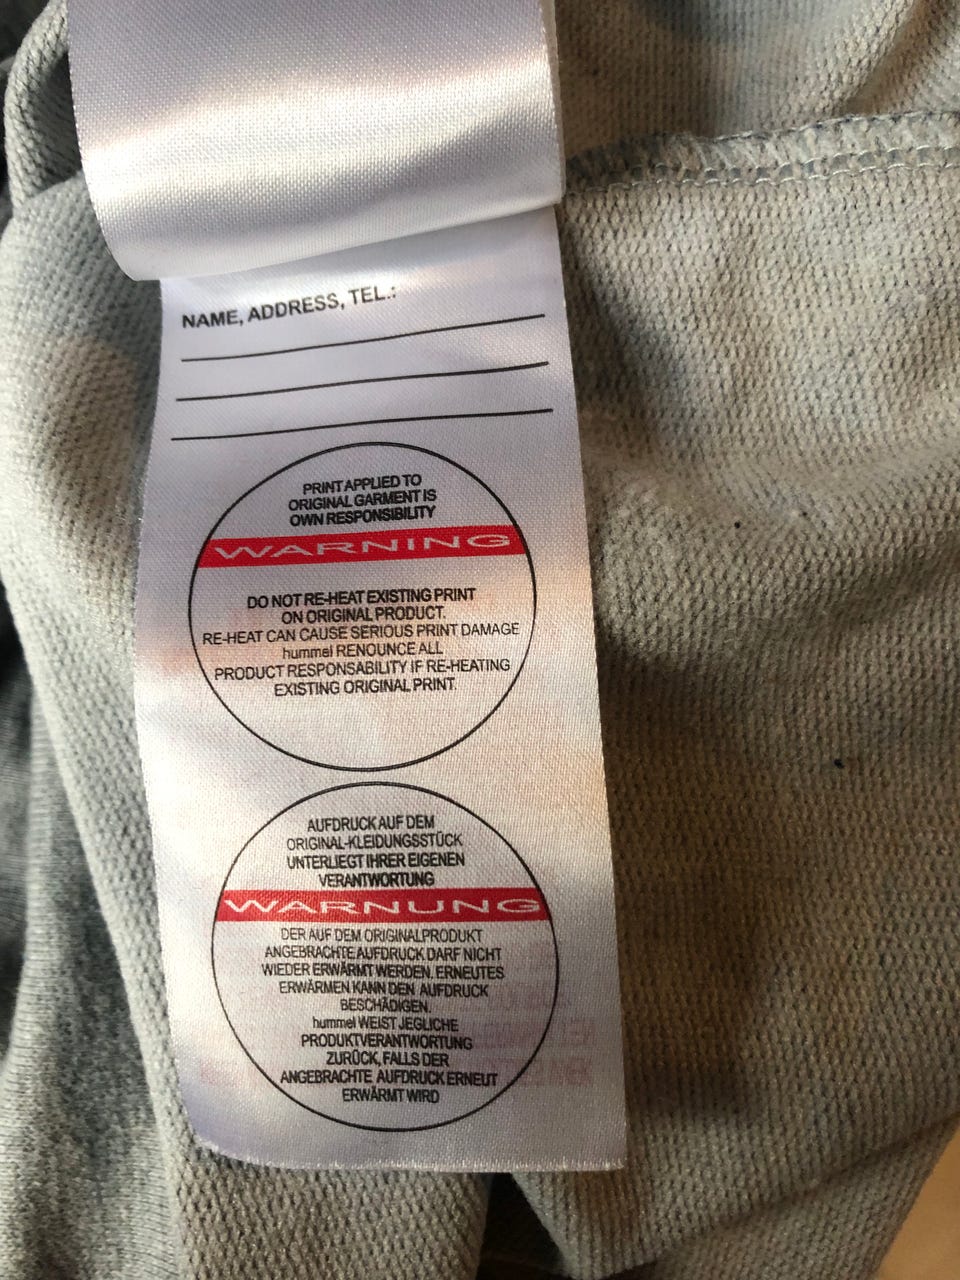 NAME, ADDRESS, TEL.:
PRINT APPLIED TO
ORIGINAL GARMENT IS
OWN RESPONSIBILITY
WARNING
DO NOT RE-HEAT EXISTING PRINT
ON ORIGINAL PRODUCT.
RE-HEAT CAN CAUSE SERIOUS PRINT DAMAGE
hummel RENOUNCE ALL
PRODUCT RESPONSABILITY IF RE-HEATING
EXISTING ORIGINAL PRINT.
AUFDRUCK AUF DEM
ORIGINAL-KLEIDUNGSSTÜCK
UNTERLIEGT IHRER EIGENEN
VERANTWORTUNG
WARNUNG
DER AUF DEM ORIGINALPRODUKT
ANGEBRACHTE AUFDRUCK DARF NICHT
WIEDER ERWÄRMT WERDEN. ERNEUTES
ERWÄRMEN KANN DEN AUFDRUCK
BESCHÄDIGEN.
hummel WEIST JEGLICHE
PRODUKTVERANTWORTUNG
ZURÜCK, FALLS DER
ANGEBRACHTE AUFDRUCK ERNEUT
ERWÄRMT WIRD